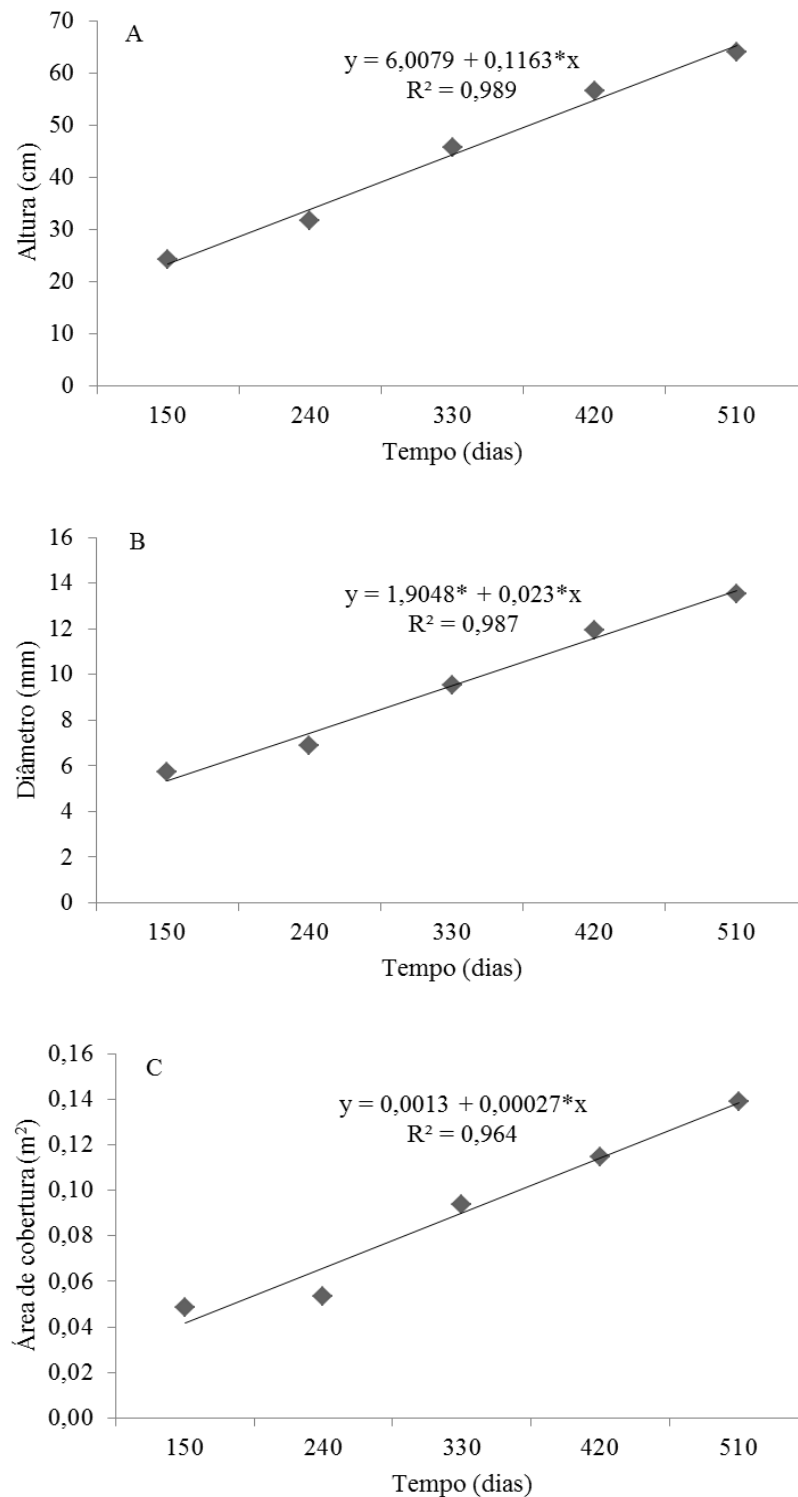 A
y = 6,0079 + 0,1163*x
R² = 0,989
70
60
50
40
30
20
10
0
Altura (cm)
150 240 330 420 510
Tempo (dias)
B
y = 1,9048* + 0,023*x
R² = 0,987
16
14
12
10
8
6
4
2
0
Diâmetro (mm)
150 240 330 420 510
Tempo (dias)
C
y = 0,0013 + 0,00027*x
R² = 0,964
0,16
0,14
0,12
0,10
0,08
0,06
0,04
0,02
0,00
Área de cobertura (m²)
150 240 330 420 510
Tempo (dias)